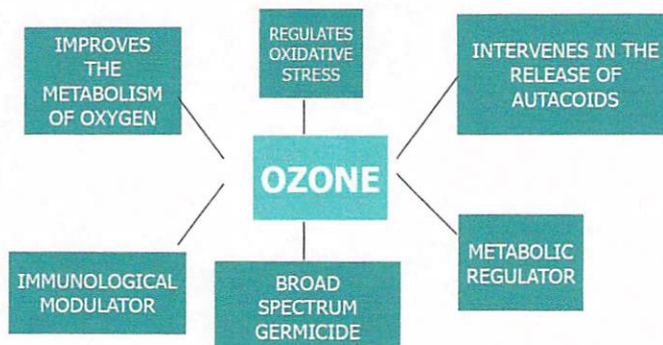 IMPROVES
THE
METABOLISM
OF OXYGEN
REGULATES
OXIDATIVE
STRESS
INTERVENES IN THE
RELEASE OF
AUTACOIDS
OZONE
IMMUNOLOGICAL
MODULATOR
BROAD
SPECTRUM
GERMICIDE
METABOLIC
REGULATOR